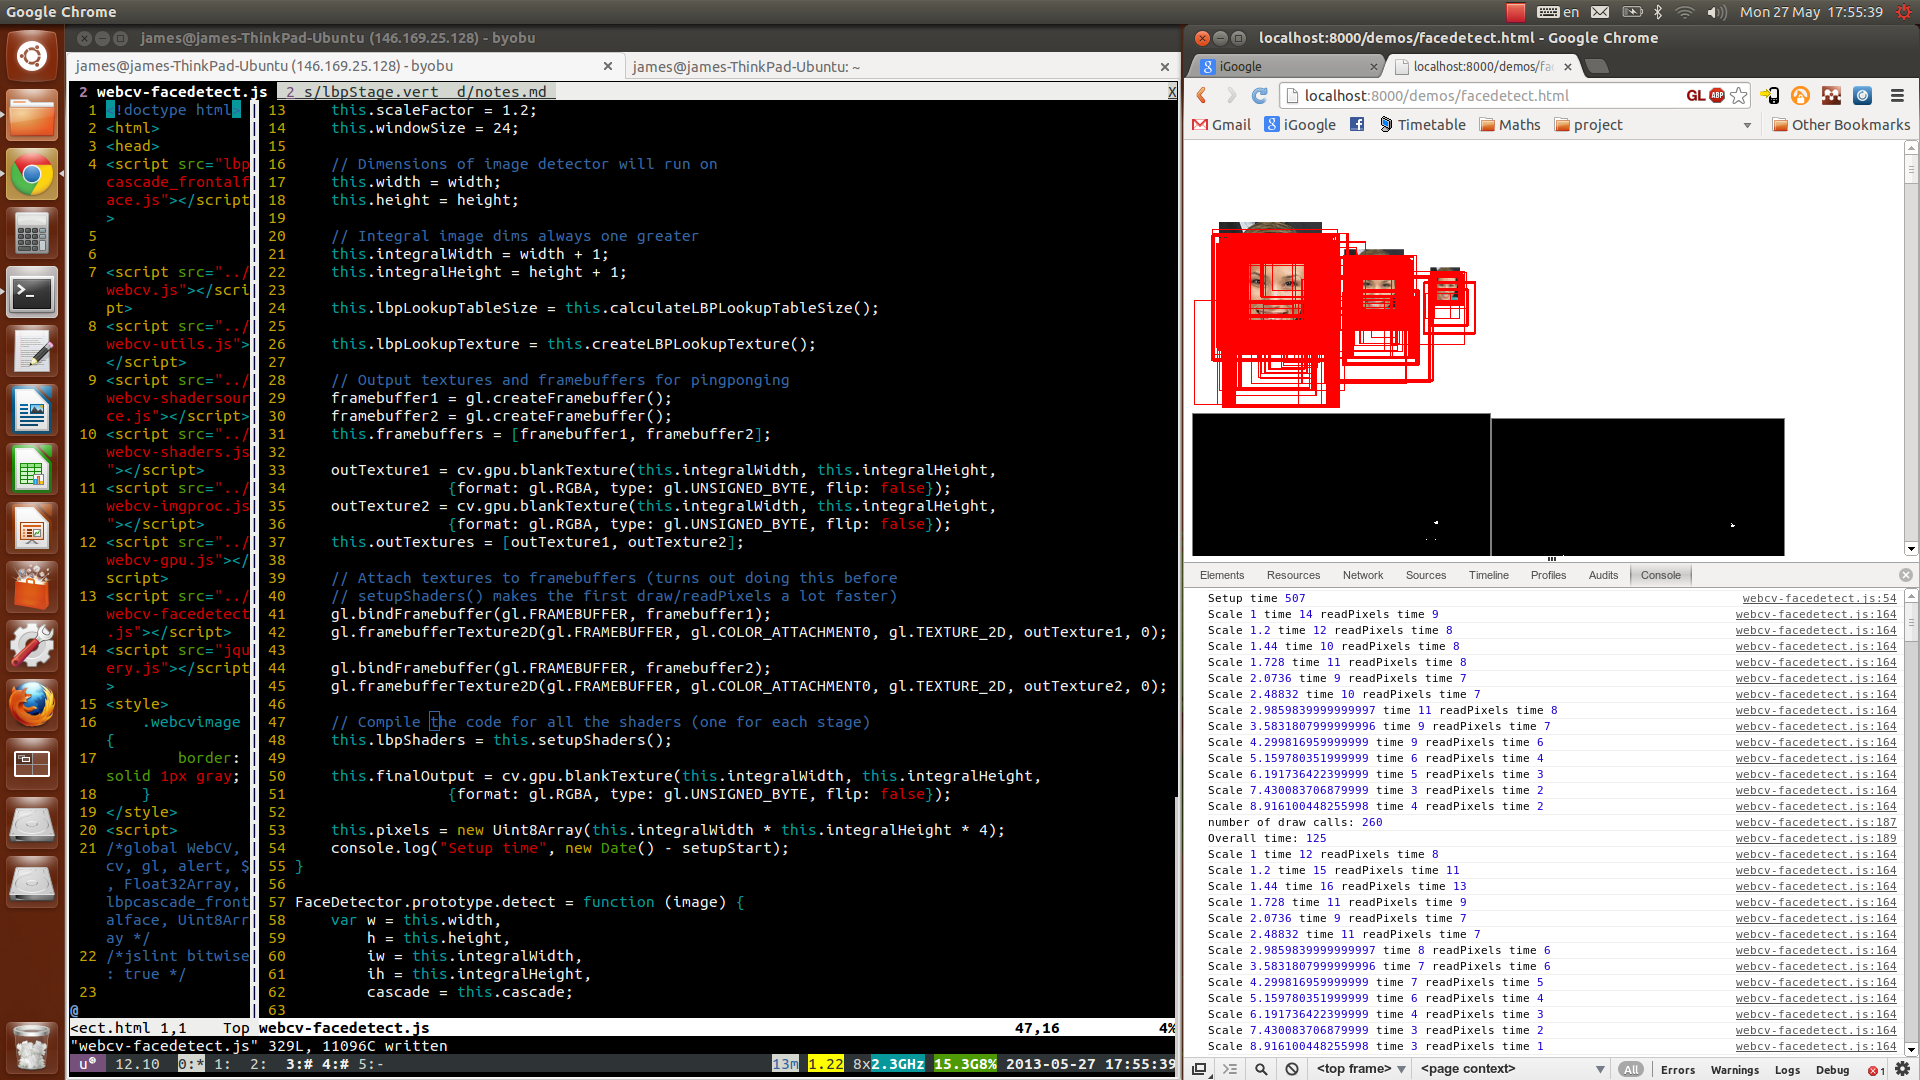 Google Chrome
en
Mon 27 May 17:55:39
james@james-ThinkPad-Ubuntu (146.169.25.128) - byobu
james@james-ThinkPad-Ubuntu (146.169.25.128) - byobu
james@james-ThinkPad-Ubuntu: ~
2 webcv-facedetect.js 2 s/lbpStage.vert d/notes.md X
1 <!doctype html>
2 <html>
3 <head>
4 <script src="lbp
cascade_frontalf
ace.js"></script
>
5
6
7 <script src="../
webcv.js"></scri
pt>
8 <script src="../
webcv-utils.js">
</script>
9 <script src="../
webcv-shadersour
ce.js"></script>
10 <script src="../
webcv-shaders.js
"></script>
11 <script src="../
webcv-imgproc.js
"></script>
12 <script src="../
webcv-gpu.js"></
script>
13 <script src="../
webcv-facedetect
.js"></script>
14 <script src="jqu
ery.js"></script
>
15 <style>
16 .webcvimage
{
17 border:
solid 1px gray;
18 }
19 </style>
20 <script>
21 /*global WebCV,
cv, gl, alert, $
, Float32Array,
lbpcascade_front
alface, Uint8Arr
ay */
22 /*jslint bitwise
: true */
23
@
13 this.scaleFactor = 1.2;
14 this.windowSize = 24;
15
16 // Dimensions of image detector will run on
17 this.width = width;
18 this.height = height;
19
20 // Integral image dims always one greater
21 this.integralWidth = width + 1;
22 this.integralHeight = height + 1;
23
24 this.lbpLookupTableSize = this.calculateLBPLookupTableSize();
25
26 this.lbpLookupTexture = this.createLBPLookupTexture();
27
28 // Output textures and framebuffers for pingponging
29 framebuffer1 = gl.createFramebuffer();
30 framebuffer2 = gl.createFramebuffer();
31 this.framebuffers = [framebuffer1, framebuffer2];
32
33 outTexture1 = cv.gpu.blankTexture(this.integralWidth, this.integralHeight,
34 {format: gl.RGBA, type: gl.UNSIGNED_BYTE, flip: false});
35 outTexture2 = cv.gpu.blankTexture(this.integralWidth, this.integralHeight,
36 {format: gl.RGBA, type: gl.UNSIGNED_BYTE, flip: false});
37 this.outTextures = [outTexture1, outTexture2];
38
39 // Attach textures to framebuffers (turns out doing this before
40 // setupShaders() makes the first draw/readPixels a lot faster)
41 gl.bindFramebuffer(gl.FRAMEBUFFER, framebuffer1);
42 gl.framebufferTexture2D(gl.FRAMEBUFFER, gl.COLOR_ATTACHMENT0, gl.TEXTURE_2D, outTexture1, 0);
43
44 gl.bindFramebuffer(gl.FRAMEBUFFER, framebuffer2);
45 gl.framebufferTexture2D(gl.FRAMEBUFFER, gl.COLOR_ATTACHMENT0, gl.TEXTURE_2D, outTexture2, 0);
46
47 // Compile the code for all the shaders (one for each stage)
48 this.lbpShaders = this.setupShaders();
49
50 this.finalOutput = cv.gpu.blankTexture(this.integralWidth, this.integralHeight,
51 {format: gl.RGBA, type: gl.UNSIGNED_BYTE, flip: false});
52
53 this.pixels = new Uint8Array(this.integralWidth * this.integralHeight * 4);
54 console.log("Setup time", new Date() - setupStart);
55 }
56
57 FaceDetector.prototype.detect = function (image) {
58 var w = this.width,
59 h = this.height,
60 iw = this.integralWidth,
61 ih = this.integralHeight,
62 cascade = this.cascade;
63
<ect.html 1,1 Top webcv-facedetect.js 47,16 4%
"webcv-facedetect.js" 329L, 11096C written
u 12.10 0:* 1: 2: 3:# 4:# 5:- 13m 1.22 8x2.3GHz 15.3G8% 2013-05-27 17:55:39
localhost:8000/demos/facedetect.html - Google Chrome
iGoogle
localhost:8000/demos/fa
localhost:8000/demos/facedetect.html
GL ABP
Gmail iGoogle Timetable Maths project Other Bookmarks
Elements Resources Network Sources Timeline Profiles Audits Console
Setup time 507 webcv-facedetect.js:54
Scale 1 time 14 readPixels time 9 webcv-facedetect.js:164
Scale 1.2 time 12 readPixels time 8 webcv-facedetect.js:164
Scale 1.44 time 10 readPixels time 8 webcv-facedetect.js:164
Scale 1.728 time 11 readPixels time 8 webcv-facedetect.js:164
Scale 2.0736 time 9 readPixels time 7 webcv-facedetect.js:164
Scale 2.48832 time 10 readPixels time 7 webcv-facedetect.js:164
Scale 2.9859839999999997 time 11 readPixels time 8 webcv-facedetect.js:164
Scale 3.5831807999999996 time 9 readPixels time 7 webcv-facedetect.js:164
Scale 4.299816959999999 time 9 readPixels time 6 webcv-facedetect.js:164
Scale 5.159780351999999 time 6 readPixels time 4 webcv-facedetect.js:164
Scale 6.191736422399999 time 5 readPixels time 3 webcv-facedetect.js:164
Scale 7.430083706879999 time 3 readPixels time 2 webcv-facedetect.js:164
Scale 8.916100448255998 time 4 readPixels time 2 webcv-facedetect.js:164
number of draw calls: 260 webcv-facedetect.js:187
Overall time: 125 webcv-facedetect.js:189
Scale 1 time 12 readPixels time 8 webcv-facedetect.js:164
Scale 1.2 time 15 readPixels time 11 webcv-facedetect.js:164
Scale 1.44 time 16 readPixels time 13 webcv-facedetect.js:164
Scale 1.728 time 11 readPixels time 9 webcv-facedetect.js:164
Scale 2.0736 time 9 readPixels time 7 webcv-facedetect.js:164
Scale 2.48832 time 11 readPixels time 7 webcv-facedetect.js:164
Scale 2.9859839999999997 time 8 readPixels time 6 webcv-facedetect.js:164
Scale 3.5831807999999996 time 7 readPixels time 6 webcv-facedetect.js:164
Scale 4.299816959999999 time 7 readPixels time 5 webcv-facedetect.js:164
Scale 5.159780351999999 time 6 readPixels time 4 webcv-facedetect.js:164
Scale 6.191736422399999 time 4 readPixels time 3 webcv-facedetect.js:164
Scale 7.430083706879999 time 3 readPixels time 2 webcv-facedetect.js:164
Scale 8.916100448255998 time 3 readPixels time 1 webcv-facedetect.js:164
<top frame> <page context> All Errors Warnings Logs Debug 1